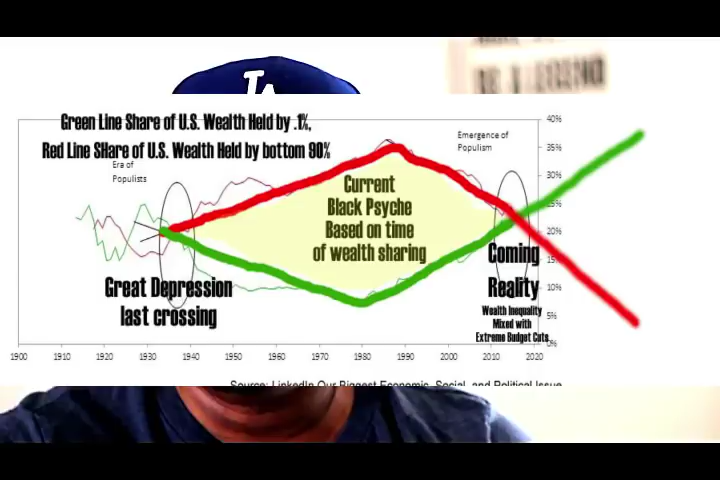 LA
BE A LEGEND
Green Line Share of U.S. Wealth Held by .1%,
Red Line SHare of U.S. Wealth Held by bottom 90%
Era of
Populists
Emergence of
Populism
Current
Black Psyche
Based on time
of wealth sharing
Great Depression
last crossing
Coming
Reality
Wealth Inequality
Mixed with
Extreme Budget Cuts
40%
35%
30%
25%
20%
15%
10%
5%
0%
1900 1910 1920 1930 1940 1950 1960 1970 1980 1990 2000 2010 2020
Source: LinkedIn Our Biggest Economic, Social, and Political Issue